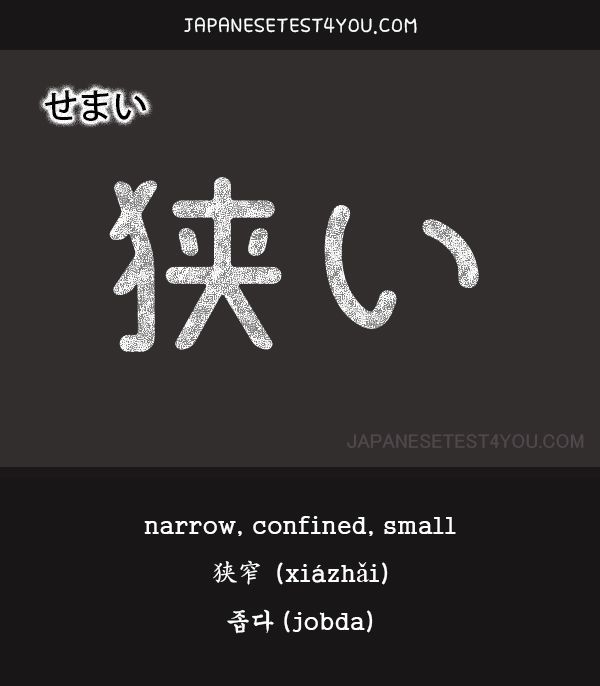 JAPANESETEST4YOU.COM
せまい
狭い
JAPANESETEST4YOU.COM
narrow, confined, small
狭窄 (xiázhǎi)
좁다 (jobda)